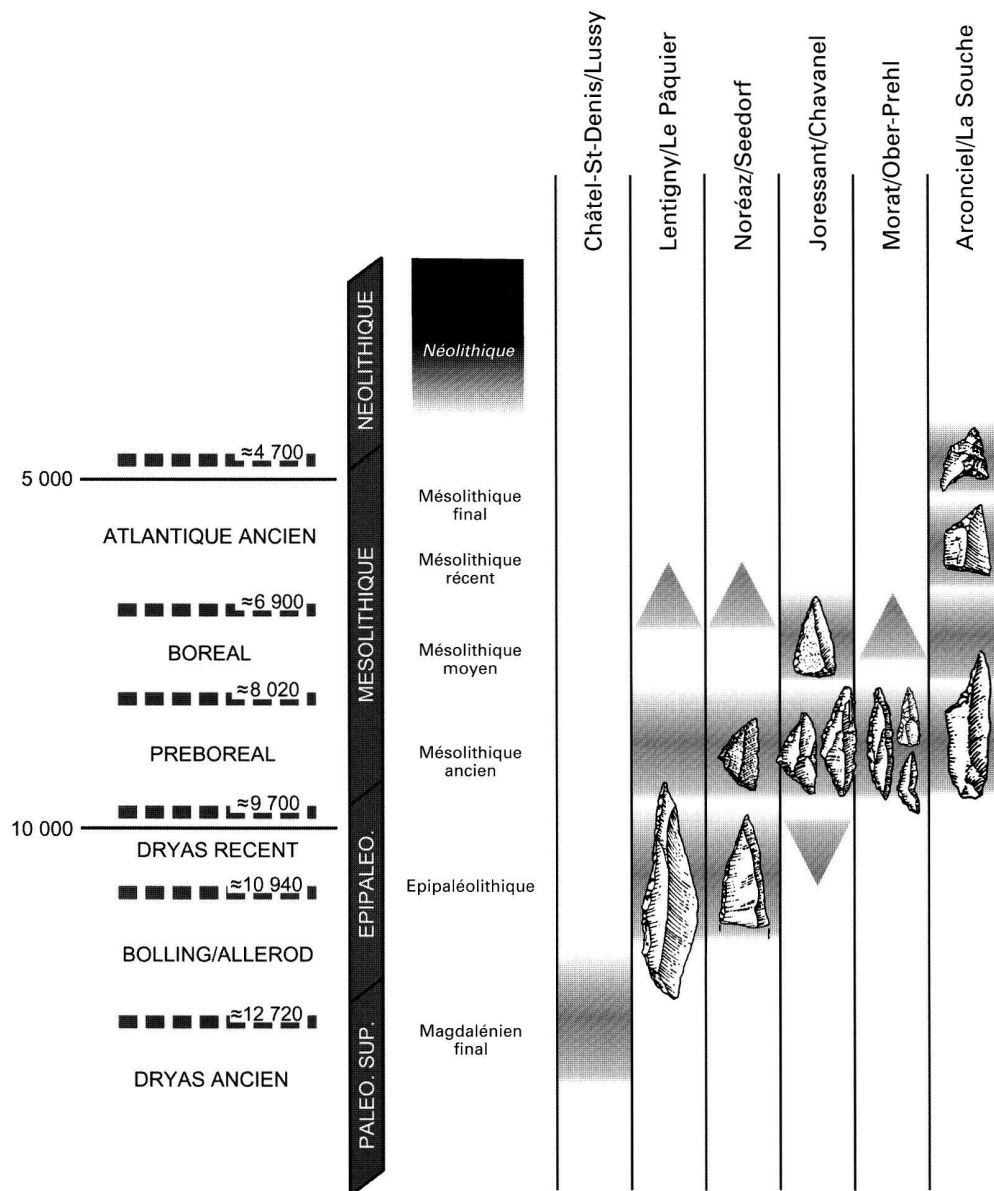 Châtel-St-Denis/Lussy
Lentigny/Le Pâquier
Noréaz/Seedorf
Joressant/Chavanel
Morat/Ober-Prehl
Arconciel/La Souche
≈4 700
5 000
ATLANTIQUE ANCIEN
≈6 900
BOREAL
≈8 020
PREBOREAL
≈9 700
10 000
DRYAS RECENT
≈10 940
BOLLING/ALLEROD
≈12 720
DRYAS ANCIEN
NEOLITHIQUE
MESOLITHIQUE
EPIPALEO.
PALEO. SUP.
Néolithique
Mésolithique
final
Mésolithique
récent
Mésolithique
moyen
Mésolithique
ancien
Epipaléolithique
Magdalénien
final